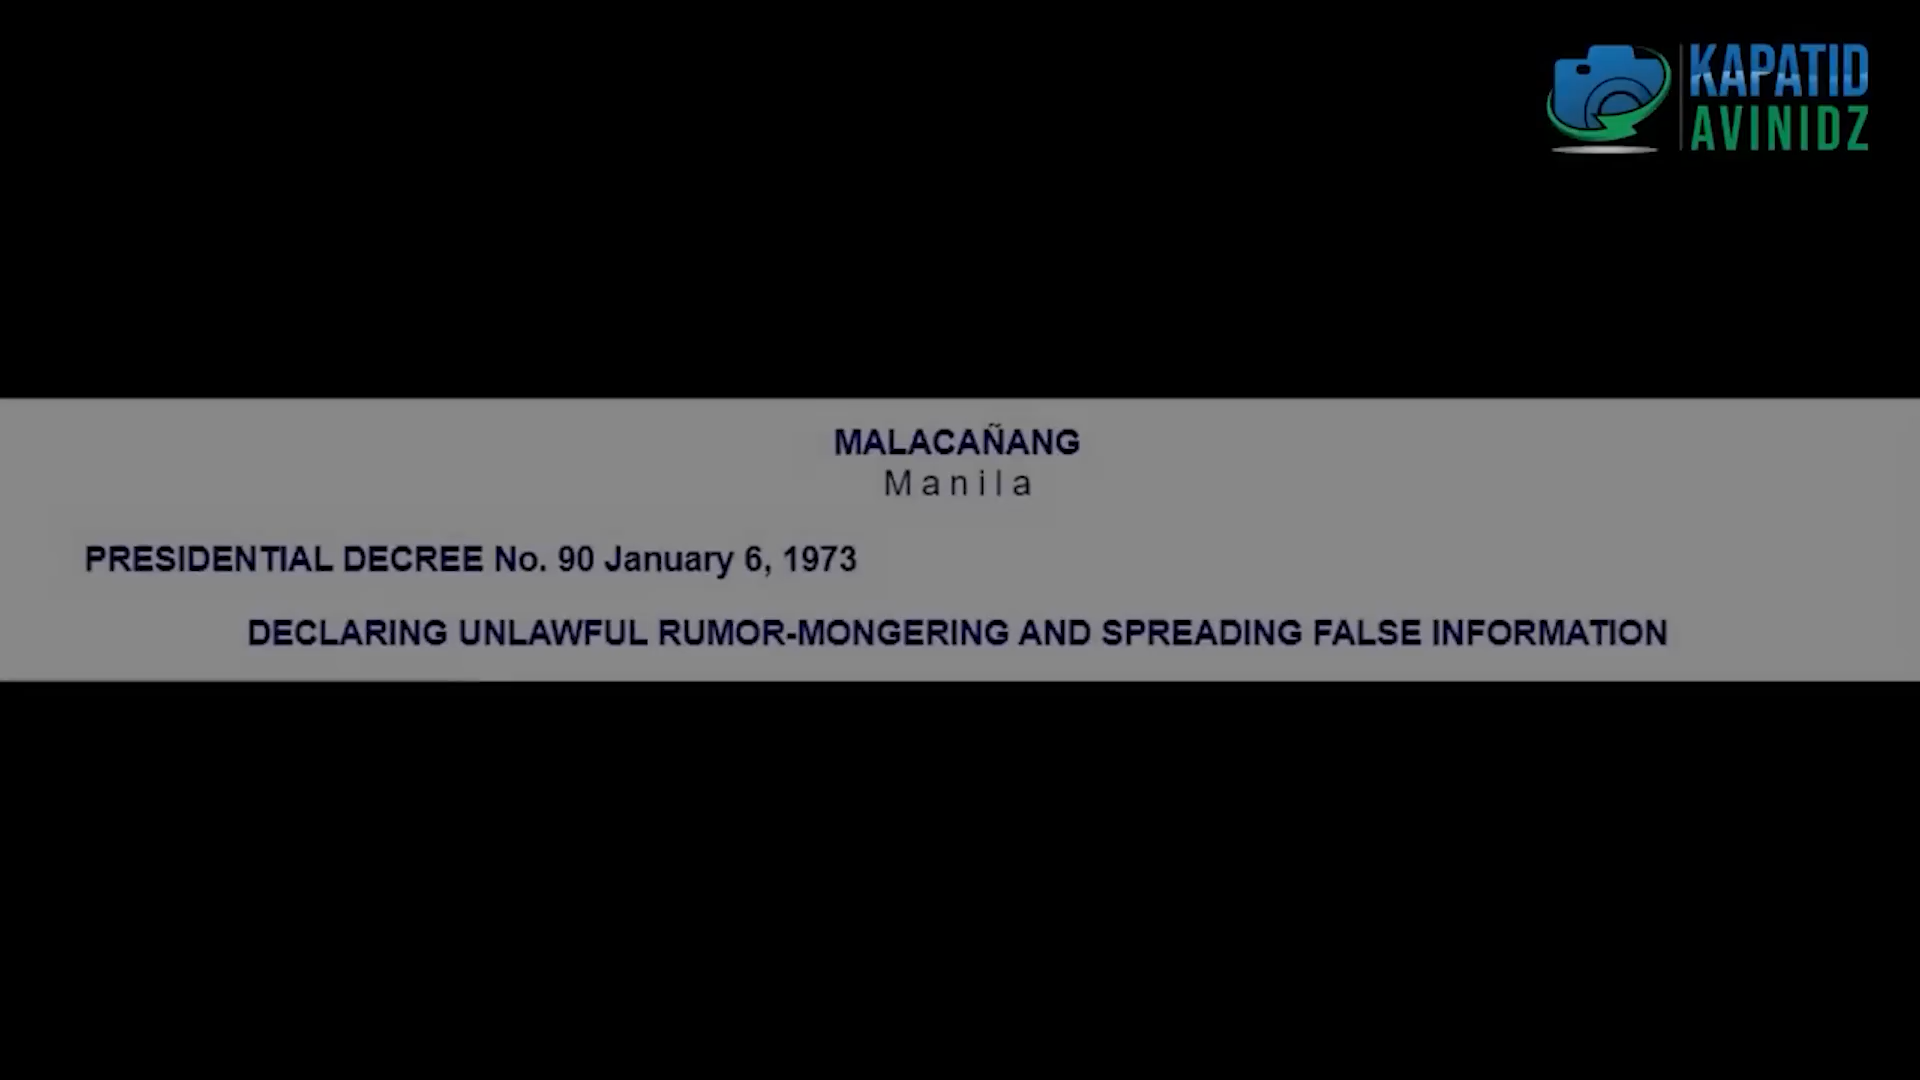 KAPATID
AVINIDZ
MALACAÑANG
Manila
PRESIDENTIAL DECREE No. 90 January 6, 1973
DECLARING UNLAWFUL RUMOR-MONGERING AND SPREADING FALSE INFORMATION